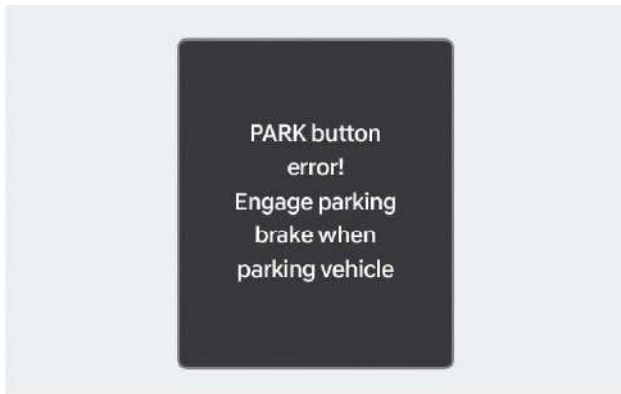 PARK button
error!
Engage parking
brake when
parking vehicle